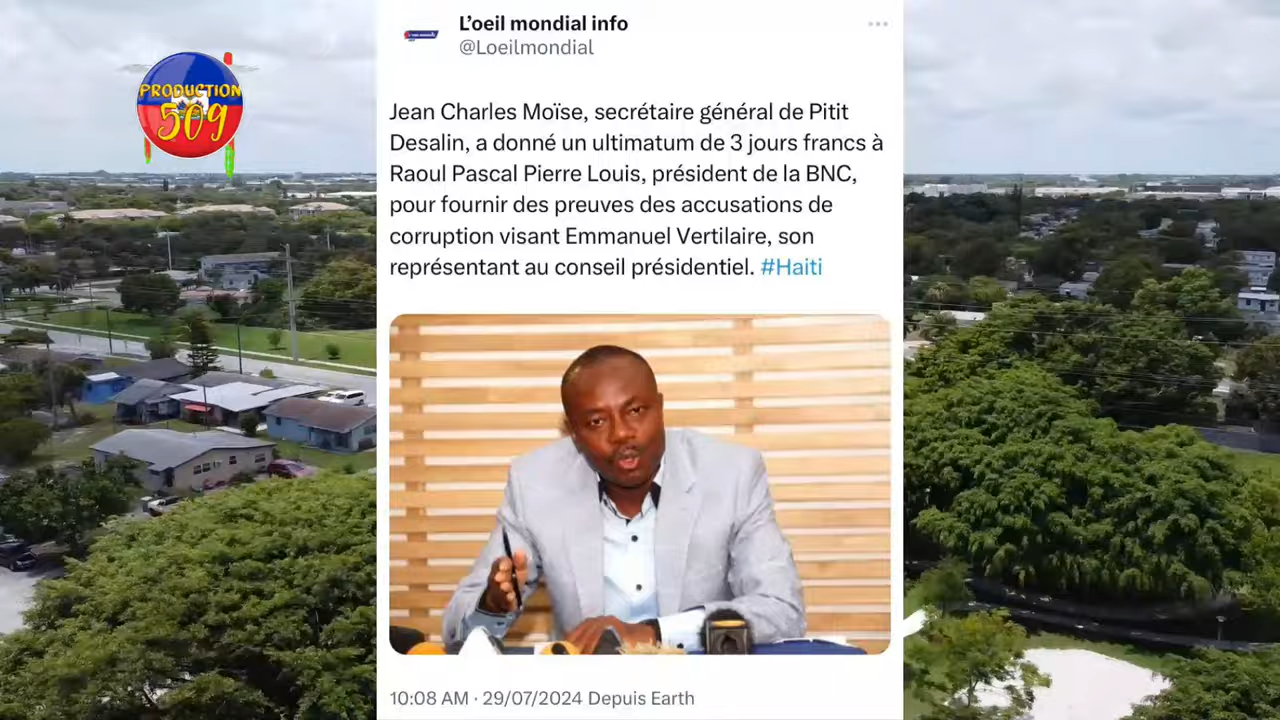 PRODUCTION
509
L'oeil mondial info
@Loeilmondial
Jean Charles Moïse, secrétaire général de Pitit
Desalin, a donné un ultimatum de 3 jours francs à
Raoul Pascal Pierre Louis, président de la BNC,
pour fournir des preuves des accusations de
corruption visant Emmanuel Vertilaire, son
représentant au conseil présidentiel. #Haiti
10:08 AM · 29/07/2024 Depuis Earth